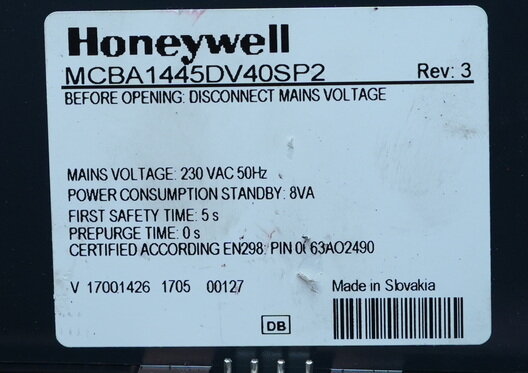 Honeywell
MCBA1445DV40SP2 Rev: 3
BEFORE OPENING: DISCONNECT MAINS VOLTAGE
MAINS VOLTAGE: 230 VAC 50Hz
POWER CONSUMPTION STANDBY: 8VA
FIRST SAFETY TIME: 5 s
PREPURGE TIME: 0 s
CERTIFIED ACCORDING EN298: PIN 0063AO2490
V 17001426 1705 00127 Made in Slovakia
DB